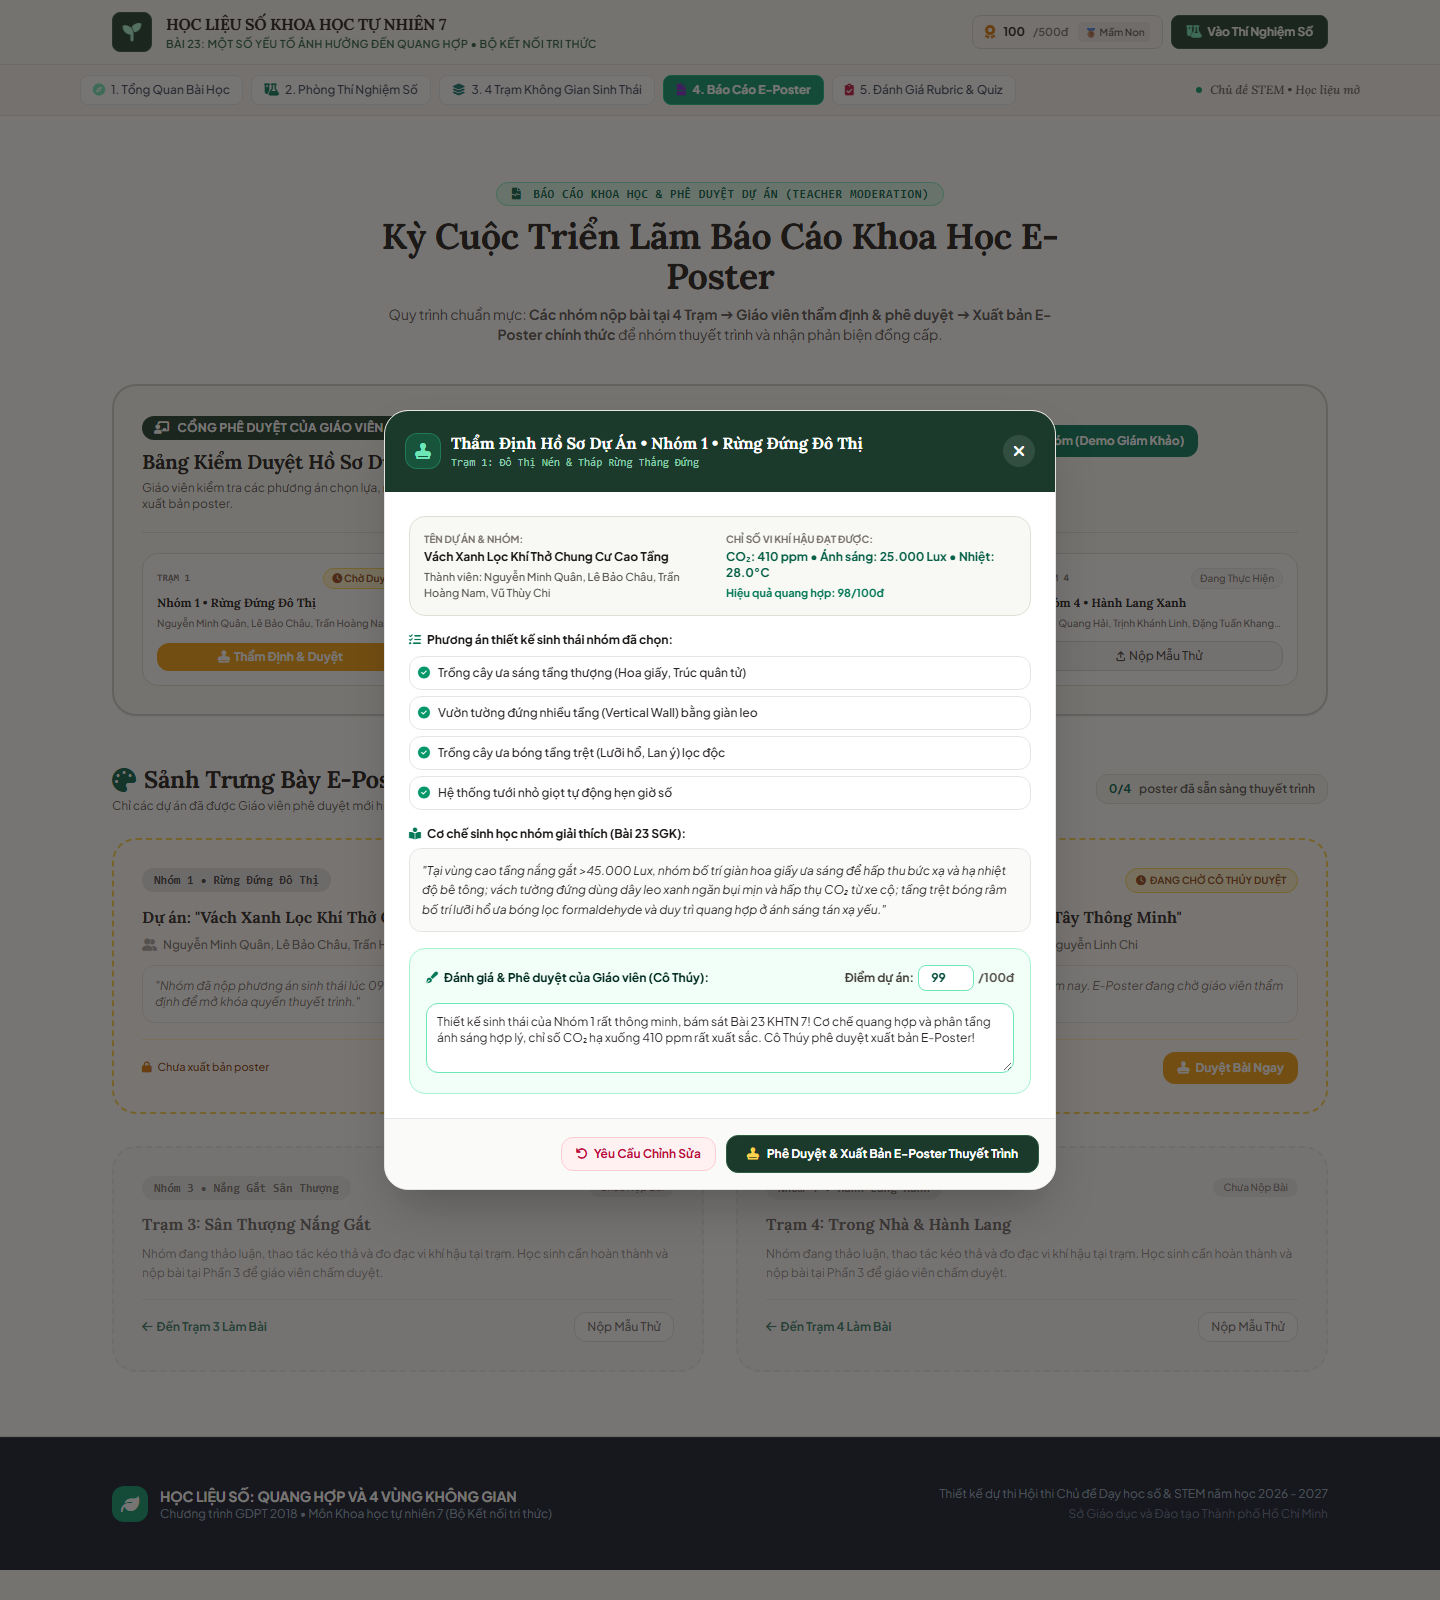 HỌC LIỆU SỐ KHOA HỌC TỰ NHIÊN 7
BÀI 23: MỘT SỐ YẾU TỐ ẢNH HƯỞNG ĐẾN QUANG HỢP • BỘ KẾT NỐI TRI THỨC
100 /500đ Mầm Non
Vào Thí Nghiệm Số
1. Tổng Quan Bài Học
2. Phòng Thí Nghiệm Số
3. 4 Trạm Không Gian Sinh Thái
4. Báo Cáo E-Poster
5. Đánh Giá Rubric & Quiz
Chủ đề STEM • Học liệu mở
BÁO CÁO KHOA HỌC & PHÊ DUYỆT DỰ ÁN (TEACHER MODERATION)
Kỳ Cuộc Triển Lãm Báo Cáo Khoa Học E-
Poster
Quy trình chuẩn mực: Các nhóm nộp bài tại 4 Trạm → Giáo viên thẩm định & phê duyệt → Xuất bản E-
Poster chính thức để nhóm thuyết trình và nhận phản biện đồng cấp.
CỔNG PHÊ DUYỆT CỦA GIÁO VIÊN
Bảng Kiểm Duyệt Hồ Sơ D
Giáo viên kiểm tra các phương án chọn lựa,
xuất bản poster.
óm (Demo Giám Khảo)
TRẠM 1
Chờ Duy
Nhóm 1 • Rừng Đứng Đô Thị
Nguyễn Minh Quân, Lê Bảo Châu, Trần Hoàng Na
Thẩm Định & Duyệt
4
Đang Thực Hiện
óm 4 • Hành Lang Xanh
Quang Hải, Trịnh Khánh Linh, Đặng Tuấn Khang...
Nộp Mẫu Thử
Thẩm Định Hồ Sơ Dự Án • Nhóm 1 • Rừng Đứng Đô Thị
Trạm 1: Đô Thị Nén & Tháp Rừng Thẳng Đứng
TÊN DỰ ÁN & NHÓM:
Vách Xanh Lọc Khí Thở Chung Cư Cao Tầng
Thành viên: Nguyễn Minh Quân, Lê Bảo Châu, Trần
Hoàng Nam, Vũ Thùy Chi
CHỈ SỐ VI KHÍ HẬU ĐẠT ĐƯỢC:
CO₂: 410 ppm • Ánh sáng: 25.000 Lux • Nhiệt:
28.0°C
Hiệu quả quang hợp: 98/100đ
Phương án thiết kế sinh thái nhóm đã chọn:
Trồng cây ưa sáng tầng thượng (Hoa giấy, Trúc quân tử)
Vườn tường đứng nhiều tầng (Vertical Wall) bằng giàn leo
Trồng cây ưa bóng tầng trệt (Lưỡi hổ, Lan ý) lọc độc
Hệ thống tưới nhỏ giọt tự động hẹn giờ số
Cơ chế sinh học nhóm giải thích (Bài 23 SGK):
"Tại vùng cao tầng nắng gắt >45.000 Lux, nhóm bố trí giàn hoa giấy ưa sáng để hấp thu bức xạ và hạ nhiệt
độ bê tông; vách tường đứng dùng dây leo xanh ngăn bụi mịn và hấp thụ CO₂ từ xe cộ; tầng trệt bóng râm
bố trí lưỡi hổ ưa bóng lọc formaldehyde và duy trì quang hợp ở ánh sáng tán xạ yếu."
Đánh giá & Phê duyệt của Giáo viên (Cô Thúy):
Điểm dự án: 99 /100đ
Thiết kế sinh thái của Nhóm 1 rất thông minh, bám sát Bài 23 KHTN 7! Cơ chế quang hợp và phân tầng
ánh sáng hợp lý, chỉ số CO₂ hạ xuống 410 ppm rất xuất sắc. Cô Thúy phê duyệt xuất bản E-Poster!
Yêu Cầu Chỉnh Sửa
Phê Duyệt & Xuất Bản E-Poster Thuyết Trình
Sảnh Trưng Bày E-Pos
Chỉ các dự án đã được Giáo viên phê duyệt mới h
0/4 poster đã sẵn sàng thuyết trình
Nhóm 1 • Rừng Đứng Đô Thị
Dự án: "Vách Xanh Lọc Khí Thở C
Nguyễn Minh Quân, Lê Bảo Châu, Trần H
"Nhóm đã nộp phương án sinh thái lúc 09
định để mở khóa quyền thuyết trình."
Chưa xuất bản poster
ĐANG CHỜ CÔ THÚY DUYỆT
Tây Thông Minh"
guyễn Linh Chi
m nay. E-Poster đang chờ giáo viên thẩm
Duyệt Bài Ngay
Nhóm 3 • Nắng Gắt Sân Thượng
Trạm 3: Sân Thượng Nắng Gắt
Nhóm đang thảo luận, thao tác kéo thả và đo đạc vi khí hậu tại trạm. Học sinh cần hoàn thành và
nộp bài tại Phần 3 để giáo viên chấm duyệt.
← Đến Trạm 3 Làm Bài
Nộp Mẫu Thử
Chưa Nộp Bài
Trạm 4: Trong Nhà & Hành Lang
Nhóm đang thảo luận, thao tác kéo thả và đo đạc vi khí hậu tại trạm. Học sinh cần hoàn thành và
nộp bài tại Phần 3 để giáo viên chấm duyệt.
← Đến Trạm 4 Làm Bài
Nộp Mẫu Thử
HỌC LIỆU SỐ: QUANG HỢP VÀ 4 VÙNG KHÔNG GIAN
Chương trình GDPT 2018 • Môn Khoa học tự nhiên 7 (Bộ Kết nối tri thức)
Thiết kế dự thi Hội thi Chủ đề Dạy học số & STEM năm học 2026 - 2027
Sở Giáo dục và Đào tạo Thành phố Hồ Chí Minh